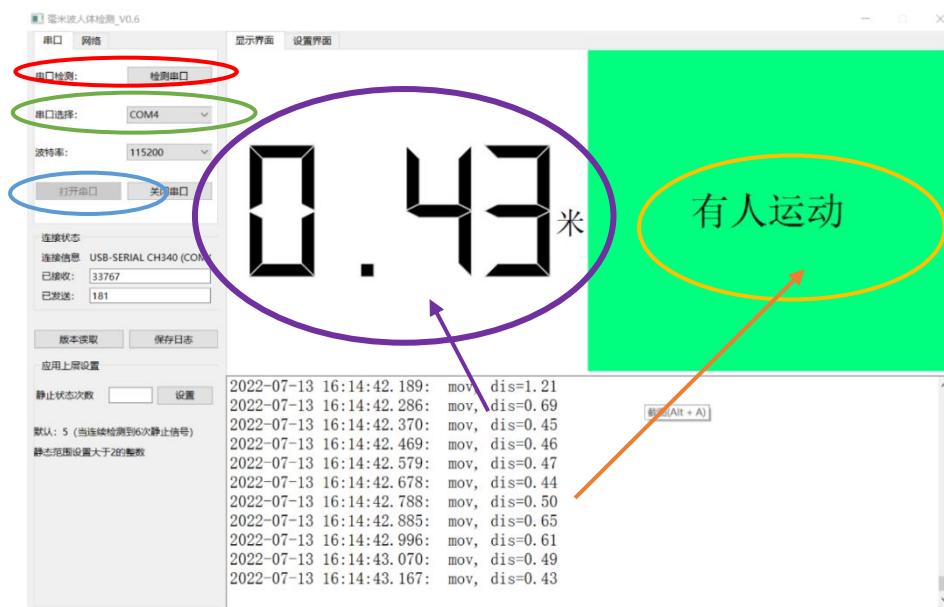 毫米波人体检测_V0.6
串口 网络
显示界面 设置界面
串口检测: 检测串口
串口选择: COM4
波特率: 115200
打开串口 关闭串口
0.43米
有人运动
连接状态
连接信息 USB-SERIAL CH340 (COM
已接收: 33767
已发送: 181
版本读取 保存日志
应用上层设置
静止状态次数 设置
默认: 5 (当连续检测到6次静止信号)
静态范围设置大于2的整数
2022-07-13 16:14:42.189: mov, dis=1.21
2022-07-13 16:14:42.286: mov, dis=0.69
2022-07-13 16:14:42.370: mov, dis=0.45
2022-07-13 16:14:42.469: mov, dis=0.46
2022-07-13 16:14:42.579: mov, dis=0.47
2022-07-13 16:14:42.678: mov, dis=0.44
2022-07-13 16:14:42.788: mov, dis=0.50
2022-07-13 16:14:42.885: mov, dis=0.65
2022-07-13 16:14:42.996: mov, dis=0.61
2022-07-13 16:14:43.070: mov, dis=0.49
2022-07-13 16:14:43.167: mov, dis=0.43
截图(Alt + A)